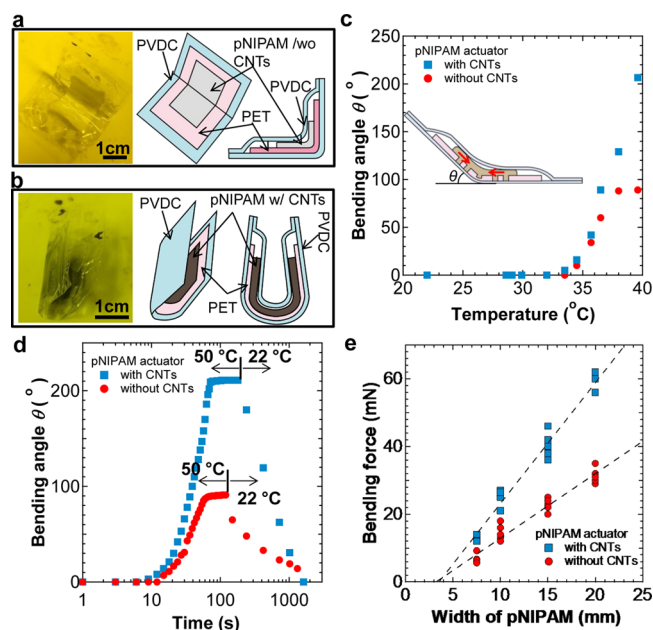 a
PVDC
pNIPAM /wo
CNTs
PVDC
PET
1cm
b
pNIPAM w/ CNTs
PVDC
PVDC
PET
1cm
c
pNIPAM actuator
with CNTs
without CNTs
Bending angle θ ( ° )
250
200
150
100
50
0
θ
20 25 30 35 40
Temperature (°C)
d
pNIPAM actuator
with CNTs
without CNTs
50 °C 22 °C
50 °C
22 °C
Bending angle θ ( ° )
200
100
0
1 10 100 1000
Time (s)
e
Bending force (mN)
60
40
20
0
pNIPAM actuator
with CNTs
without CNTs
0 5 10 15 20 25
Width of pNIPAM (mm)